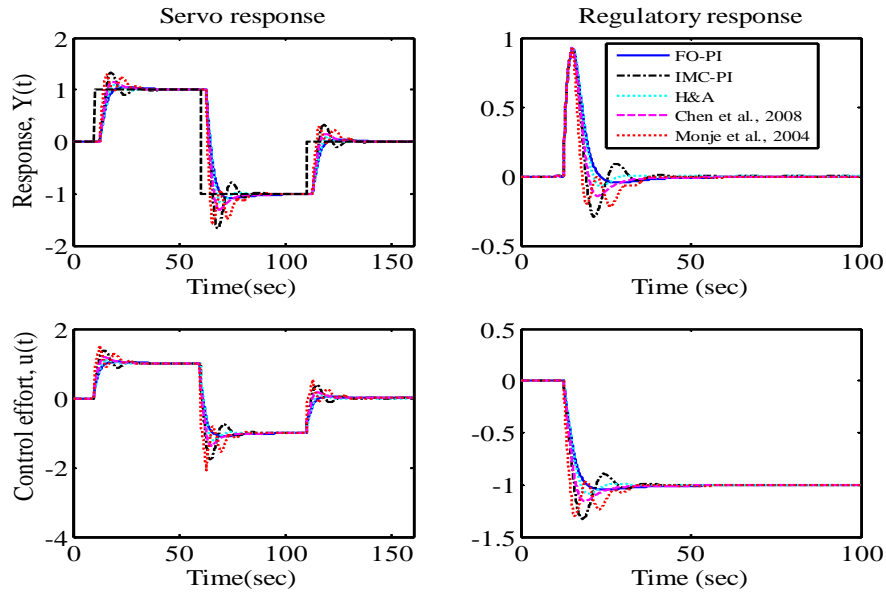 Servo response
Regulatory response
Response, Y(t)
2
1
0
-1
-2
0
50
100
150
Time(sec)
1
0.5
0
-0.5
0
50
100
Time (sec)
FO-PI
IMC-PI
H&A
Chen et al., 2008
Monje et al., 2004
Control effort, u(t)
2
0
-2
-4
0
50
100
150
Time(sec)
0.5
0
-0.5
-1
-1.5
0
50
100
Time (sec)